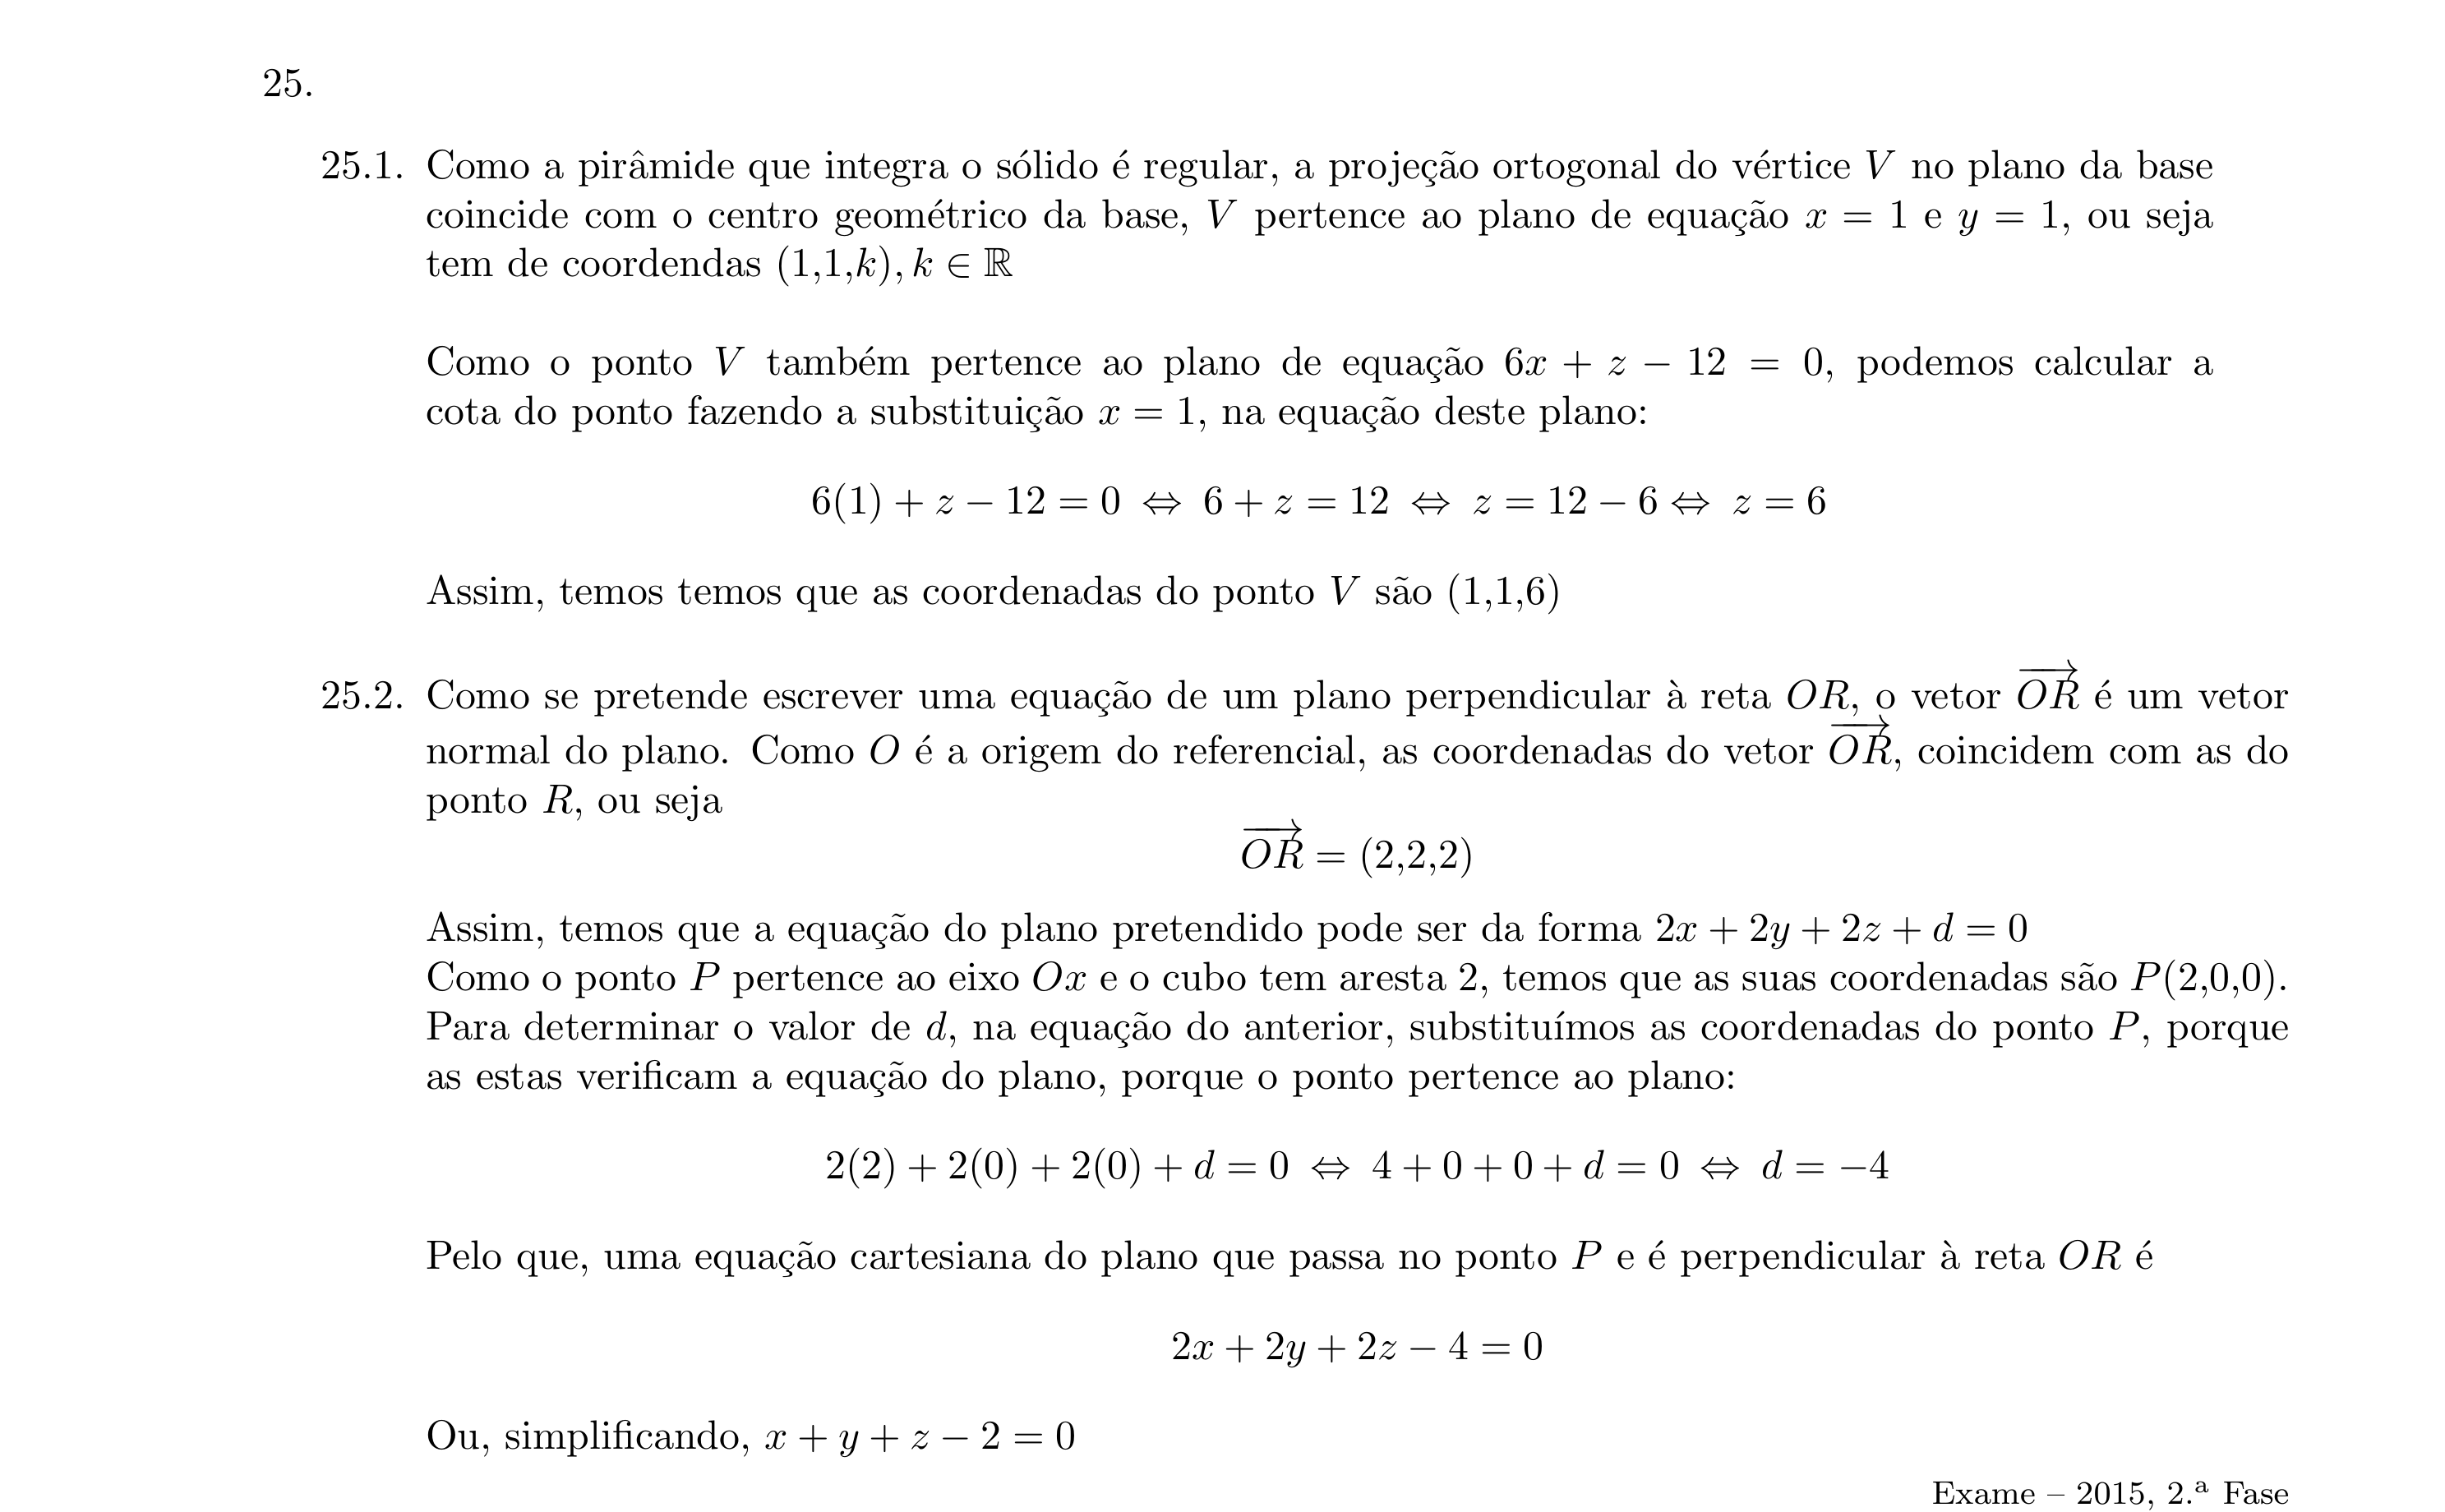 25.
25.1. Como a pirâmide que integra o sólido é regular, a projeção ortogonal do vértice V no plano da base
coincide com o centro geométrico da base, V pertence ao plano de equação x = 1 e y = 1, ou seja
tem de coordendas (1,1,k), k ∈ ℝ
Como o ponto V também pertence ao plano de equação 6x + z − 12 = 0, podemos calcular a
cota do ponto fazendo a substituição x = 1, na equação deste plano:
6(1) + z − 12 = 0 ⇔ 6 + z = 12 ⇔ z = 12 − 6 ⇔ z = 6
Assim, temos temos que as coordenadas do ponto V são (1,1,6)
25.2. Como se pretende escrever uma equação de um plano perpendicular à reta OR, o vetor $\overrightarrow{OR}$ é um vetor
normal do plano. Como O é a origem do referencial, as coordenadas do vetor $\overrightarrow{OR}$, coincidem com as do
ponto R, ou seja
$\overrightarrow{OR}$ = (2,2,2)
Assim, temos que a equação do plano pretendido pode ser da forma 2x + 2y + 2z + d = 0
Como o ponto P pertence ao eixo Ox e o cubo tem aresta 2, temos que as suas coordenadas são P(2,0,0).
Para determinar o valor de d, na equação do anterior, substituímos as coordenadas do ponto P, porque
as estas verificam a equação do plano, porque o ponto pertence ao plano:
2(2) + 2(0) + 2(0) + d = 0 ⇔ 4 + 0 + 0 + d = 0 ⇔ d = −4
Pelo que, uma equação cartesiana do plano que passa no ponto P e é perpendicular à reta OR é
2x + 2y + 2z − 4 = 0
Ou, simplificando, x + y + z − 2 = 0
Exame – 2015, 2.ª Fase